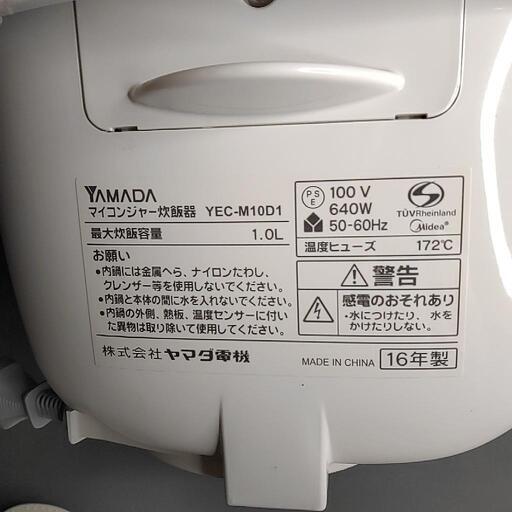 YAMADA
マイコンジャー炊飯器 YEC-M10D1
最大炊飯容量 1.0L
お願い
•内鍋には金属へら、ナイロンたわし、
クレンザー等を使用しないでください。
•内鍋と本体の間に水を入れないでください。
•内鍋の外側、熱板、温度センサーに付い
た異物は取り除いて使用してください。
株式会社 ヤマダ電機
PS
E
100 V
640W
50-60Hz
TÜVRheinland
Midea®
温度ヒューズ 172℃
警告
感電のおそれあり
・水につけたり、水を
かけたりしない。
MADE IN CHINA 16年製